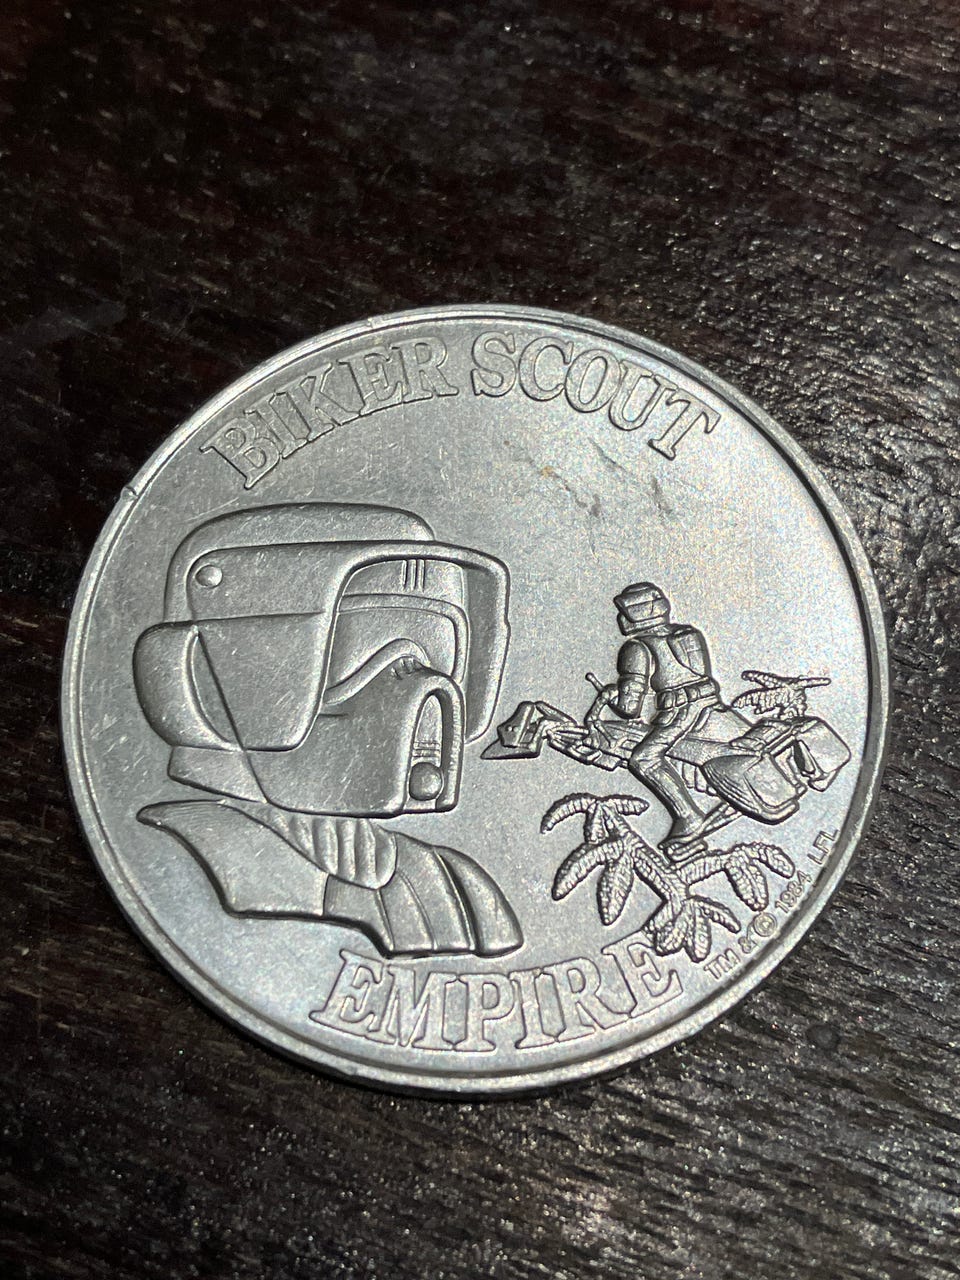 BIKER SCOUT
EMPIRE
TM & © 1984 LFL